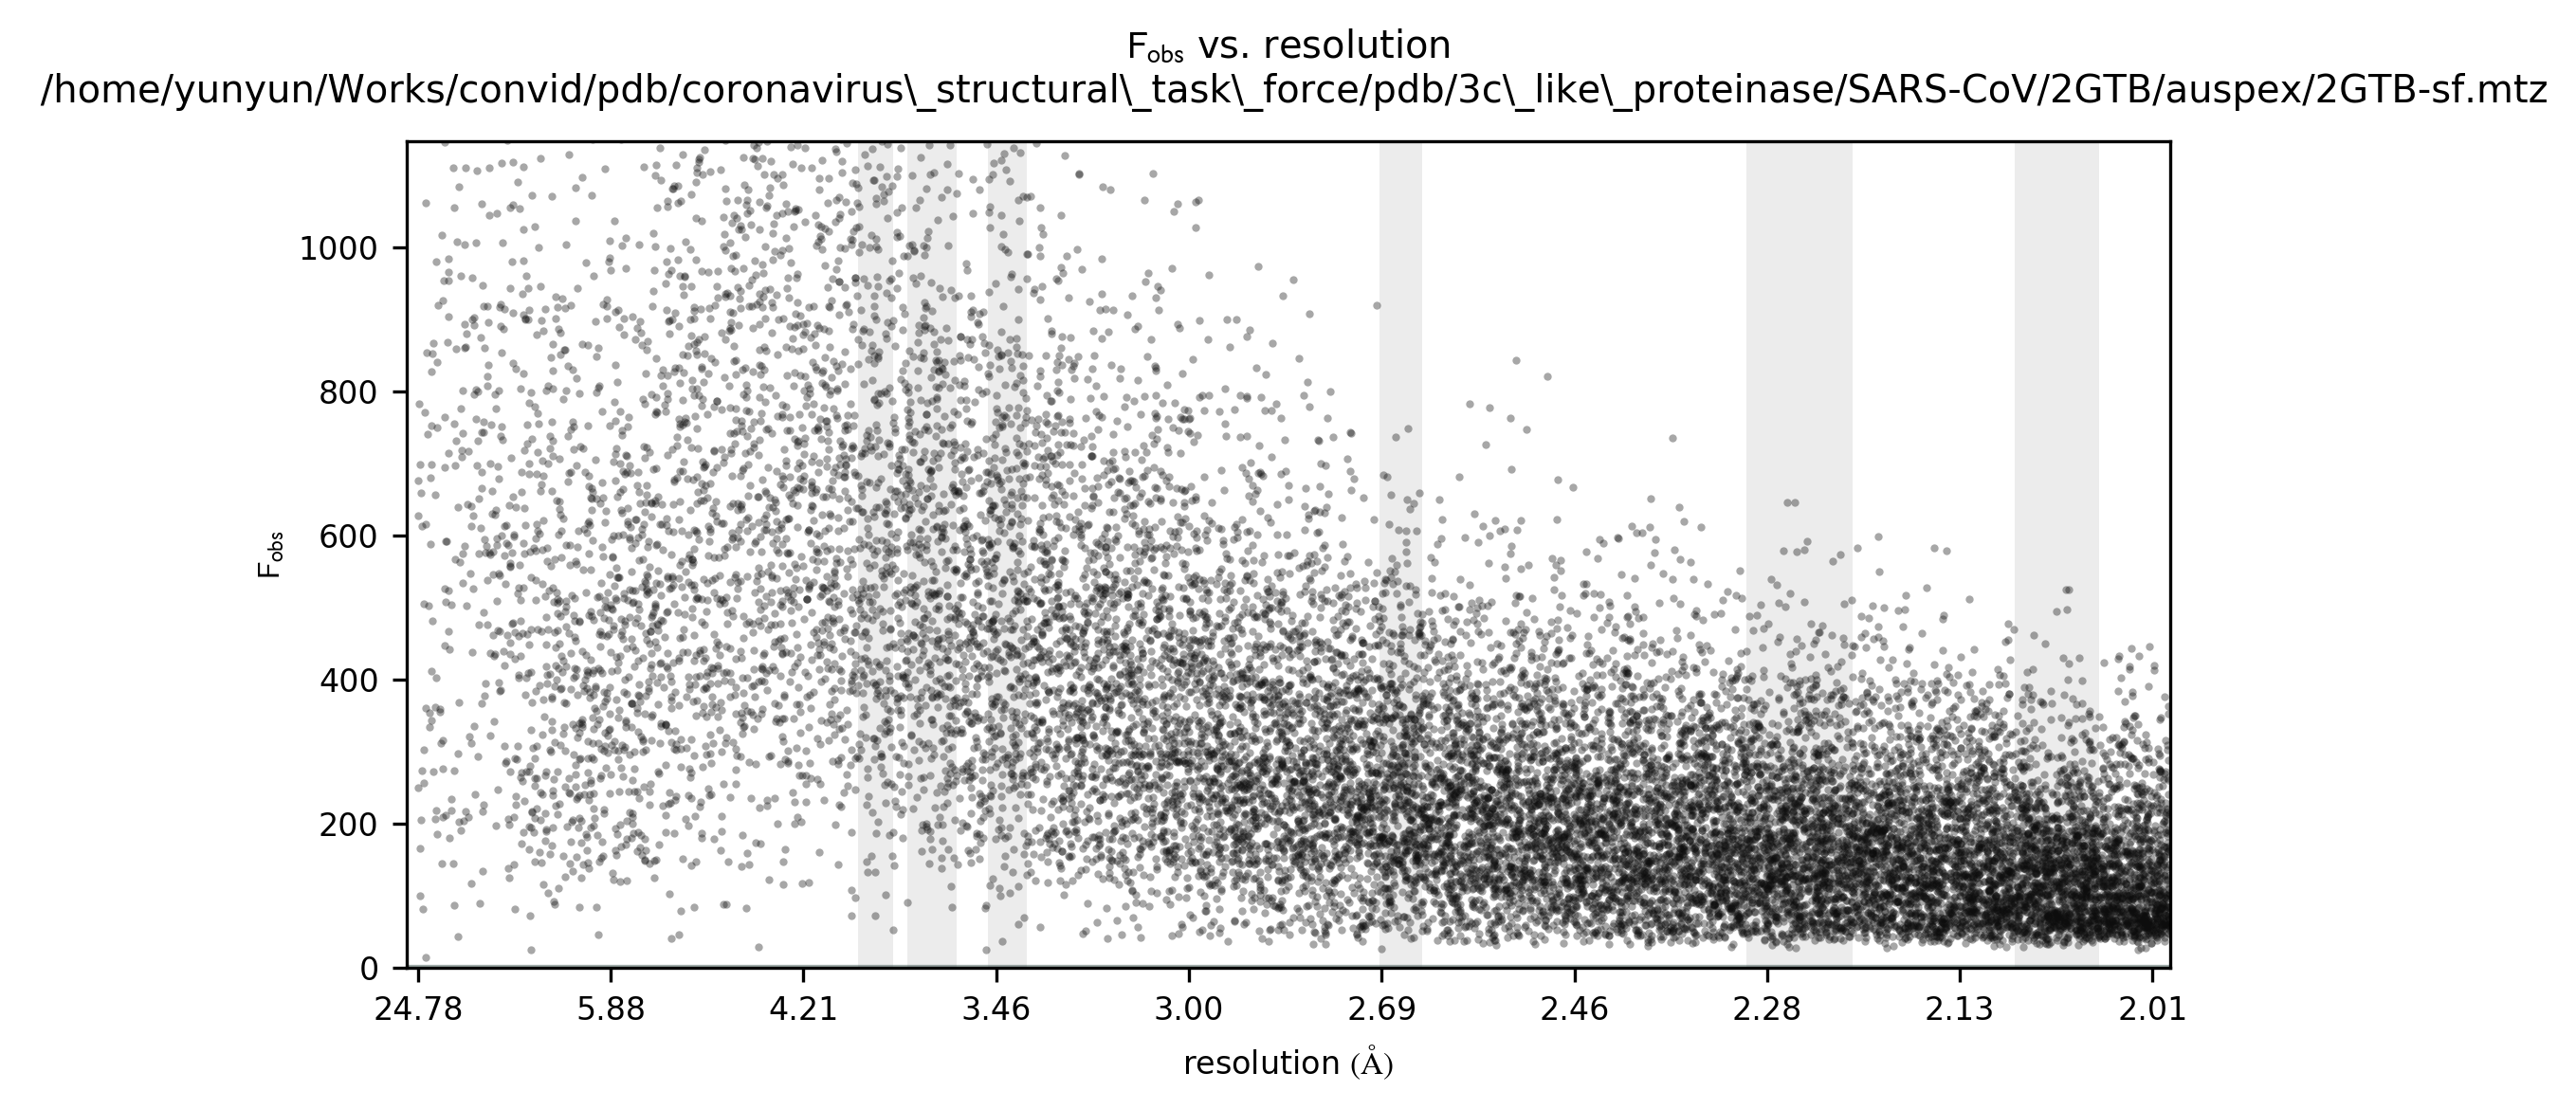 Fobs vs. resolution
/home/yunyun/Works/convid/pdb/coronavirus\_structural\_task\_force/pdb/3c\_like\_proteinase/SARS-CoV/2GTB/auspex/2GTB-sf.mtz
1000
800
600
Fobs
400
200
0
24.78 5.88 4.21 3.46 3.00 2.69 2.46 2.28 2.13 2.01
resolution (Å)